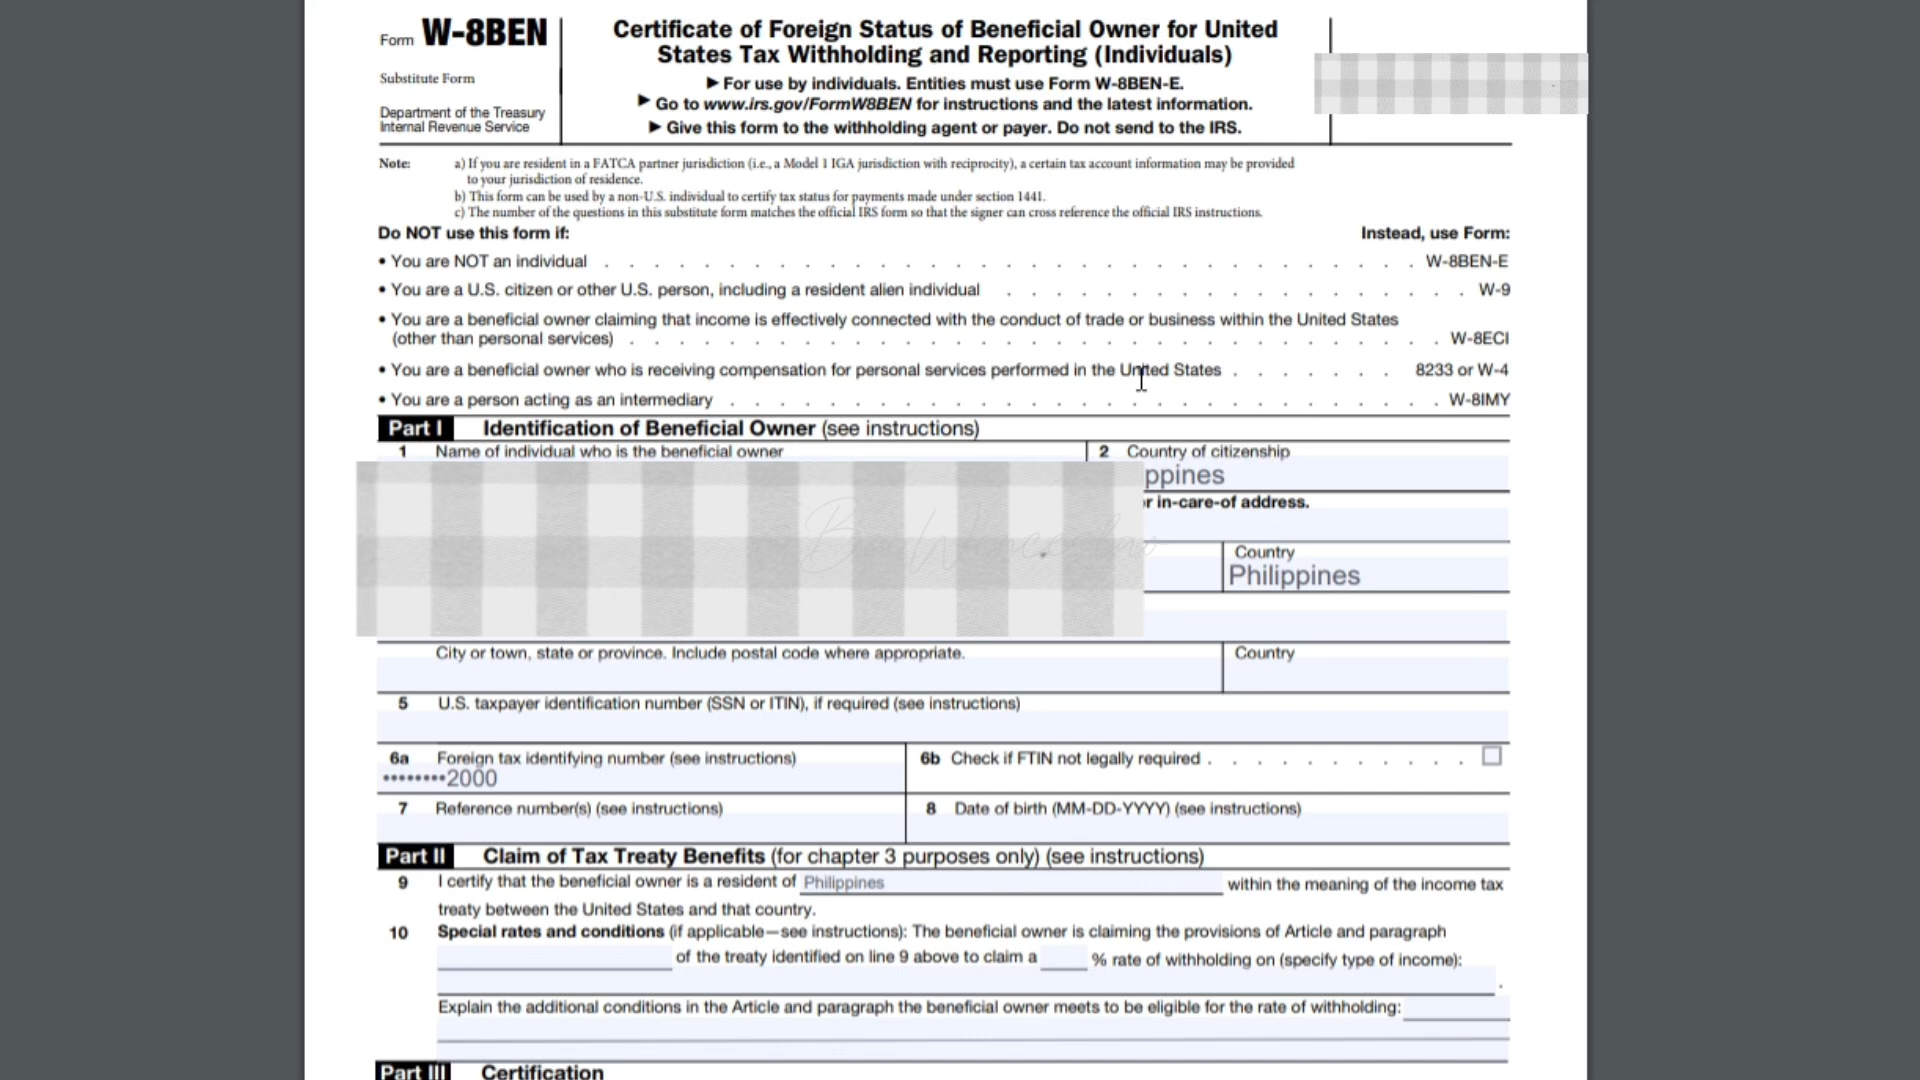 Form W-8BEN
Substitute Form
Department of the Treasury
Internal Revenue Service
Certificate of Foreign Status of Beneficial Owner for United
States Tax Withholding and Reporting (Individuals)
▶ For use by individuals. Entities must use Form W-8BEN-E.
▶ Go to www.irs.gov/FormW8BEN for instructions and the latest information.
▶ Give this form to the withholding agent or payer. Do not send to the IRS.
Note: a) If you are resident in a FATCA partner jurisdiction (i.e., a Model 1 IGA jurisdiction with reciprocity), a certain tax account information may be provided
to your jurisdiction of residence.
b) This form can be used by a non-U.S. individual to certify tax status for payments made under section 1441.
c) The number of the questions in this substitute form matches the official IRS form so that the signer can cross reference the official IRS instructions.
Do NOT use this form if: Instead, use Form:
• You are NOT an individual . . . . . . . . . . . . . . . . . . . . . . . . . . . W-8BEN-E
• You are a U.S. citizen or other U.S. person, including a resident alien individual . . . . . . . . . . . . . . . W-9
• You are a beneficial owner claiming that income is effectively connected with the conduct of trade or business within the United States
(other than personal services) . . . . . . . . . . . . . . . . . . . . . . . . . . . W-8ECI
• You are a beneficial owner who is receiving compensation for personal services performed in the United States . . . . . . . 8233 or W-4
• You are a person acting as an intermediary . . . . . . . . . . . . . . . . . . . . . . . W-8IMY
Part I Identification of Beneficial Owner (see instructions)
1 Name of individual who is the beneficial owner
2 Country of citizenship
ppines
r in-care-of address.
Country
Philippines
City or town, state or province. Include postal code where appropriate.
Country
5 U.S. taxpayer identification number (SSN or ITIN), if required (see instructions)
6a Foreign tax identifying number (see instructions)
••••••••2000
6b Check if FTIN not legally required . . . . . . . . . . .
7 Reference number(s) (see instructions)
8 Date of birth (MM-DD-YYYY) (see instructions)
Part II Claim of Tax Treaty Benefits (for chapter 3 purposes only) (see instructions)
9 I certify that the beneficial owner is a resident of Philippines within the meaning of the income tax
treaty between the United States and that country.
10 Special rates and conditions (if applicable—see instructions): The beneficial owner is claiming the provisions of Article and paragraph
of the treaty identified on line 9 above to claim a % rate of withholding on (specify type of income):
.
Explain the additional conditions in the Article and paragraph the beneficial owner meets to be eligible for the rate of withholding:
Part III Certification